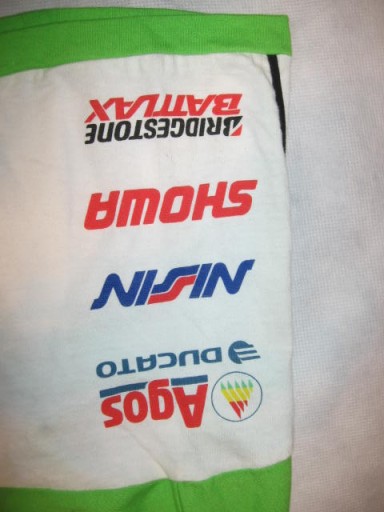 Agos
DUCATO
NISSIN
SHOWA
BRIDGESTONE
BATTLAX